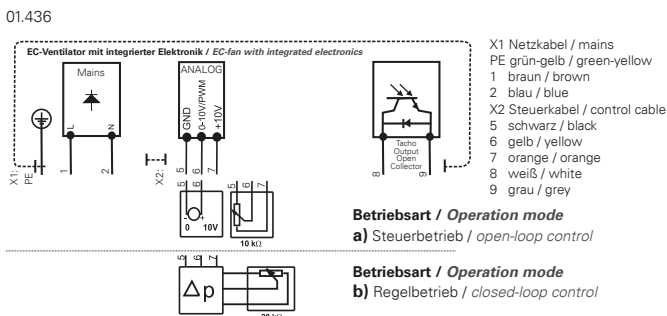 01.436
EC-Ventilator mit integrierter Elektronik / EC-fan with integrated electronics
Mains
L
N
ANALOG
GND
0-10V/PWM
+10V
Tacho
Output
Open
Collector
X1:
PE
1
2
X2:
5
6
7
8
9
5
6
- +
0 10V
5
6
7
10 kΩ
X1 Netzkabel / mains
PE grün-gelb / green-yellow
1 braun / brown
2 blau / blue
X2 Steuerkabel / control cable
5 schwarz / black
6 gelb / yellow
7 orange / orange
8 weiß / white
9 grau / grey
Betriebsart / Operation mode
a) Steuerbetrieb / open-loop control
5
6
7
Δp
Betriebsart / Operation mode
b) Regelbetrieb / closed-loop control